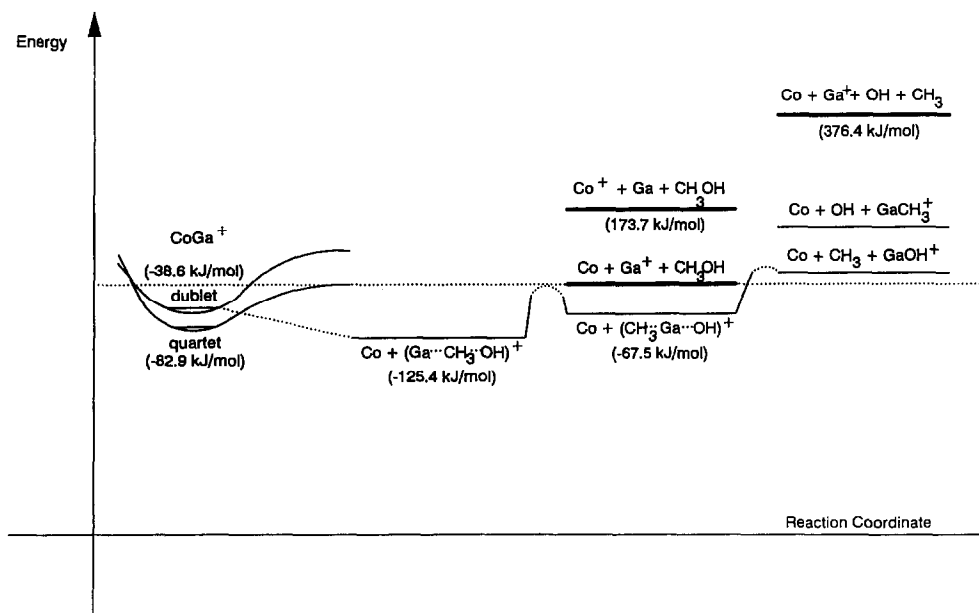 Energy
Co + Ga⁺ + OH + CH₃
(376.4 kJ/mol)
Co⁺ + Ga + CH₃OH
(173.7 kJ/mol)
Co + OH + GaCH₃⁺
CoGa⁺
(-38.6 kJ/mol)
Co + Ga⁺ + CH₃OH
Co + CH₃ + GaOH⁺
dublet
quartet
(-82.9 kJ/mol)
Co + (Ga···CH₃···OH)⁺
(-125.4 kJ/mol)
Co + (CH₃···Ga···OH)⁺
(-67.5 kJ/mol)
Reaction Coordinate